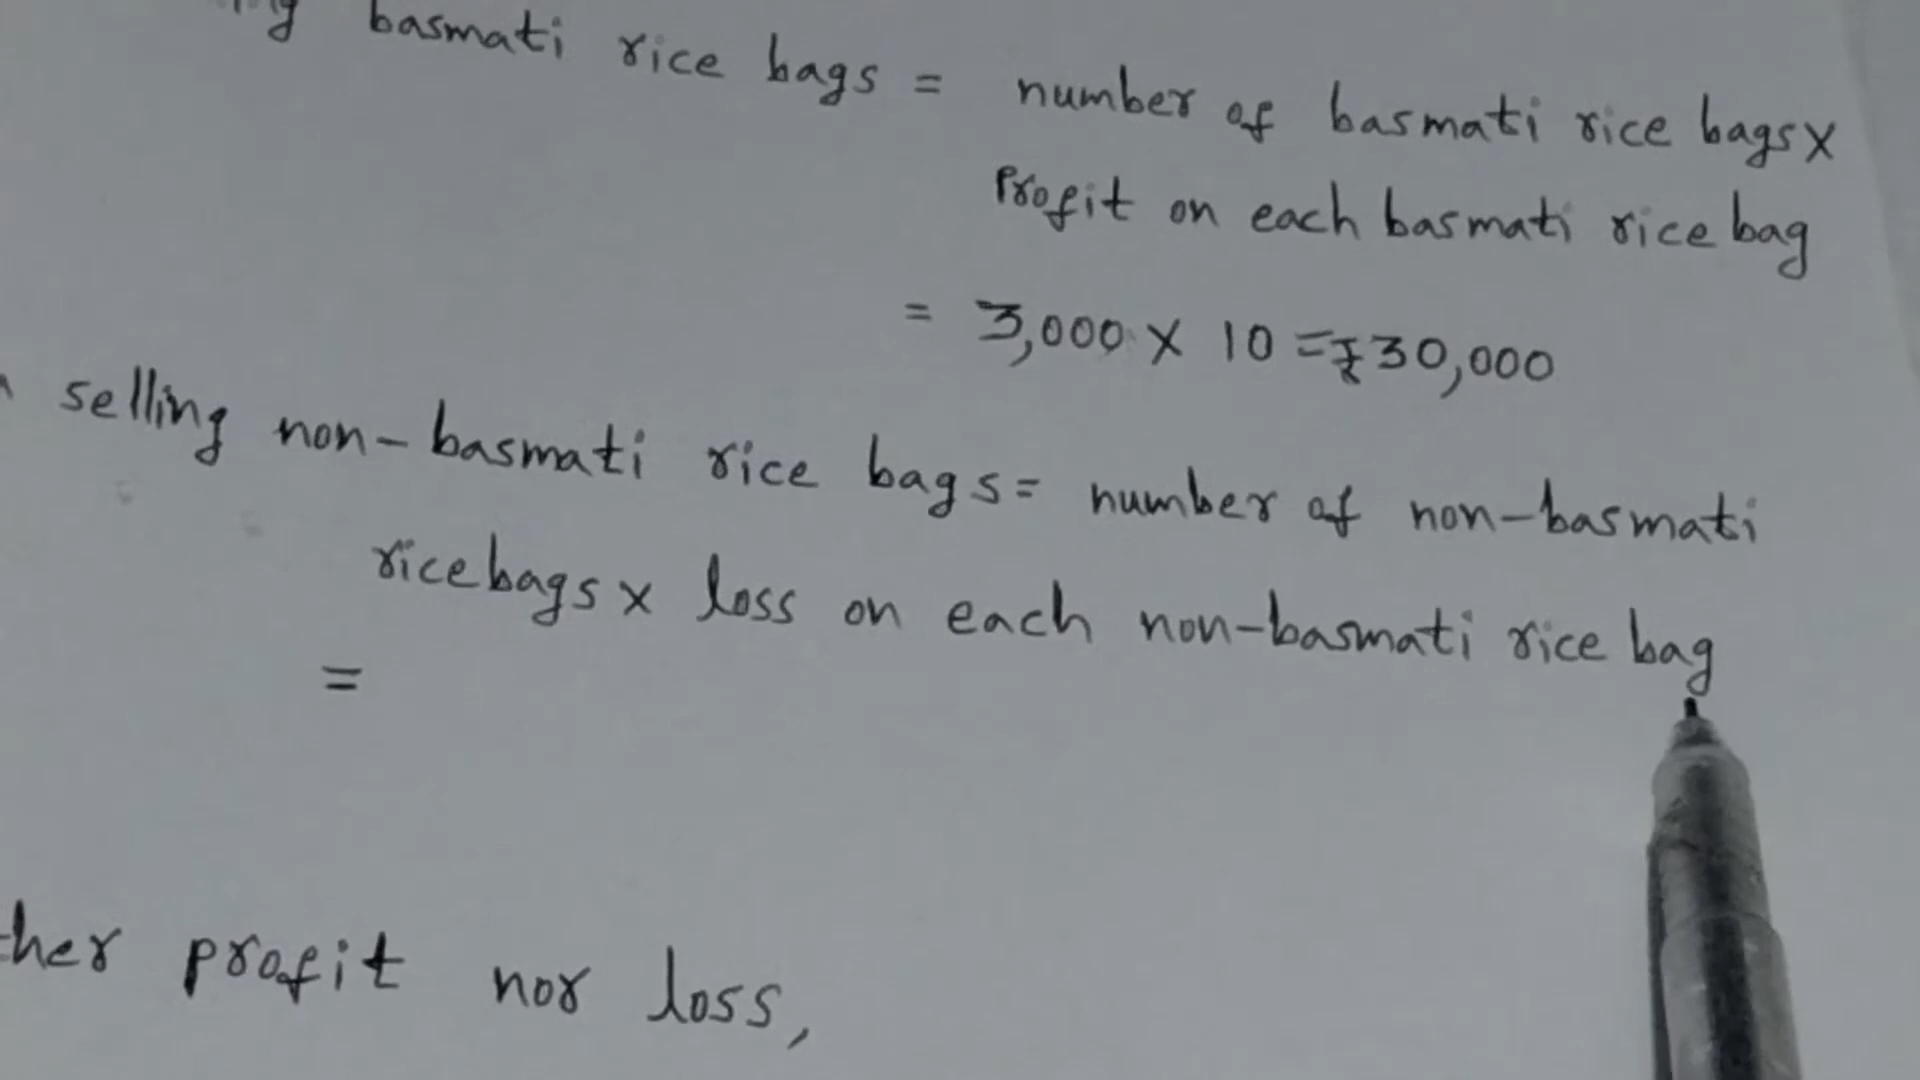 basmati rice bags = number of basmati rice bags x
Profit on each basmati rice bag
= 3,000 x 10 = ₹30,000
selling non-basmati rice bags = number of non-basmati
rice bags x loss on each non-basmati rice bag
=
ther profit nor loss,